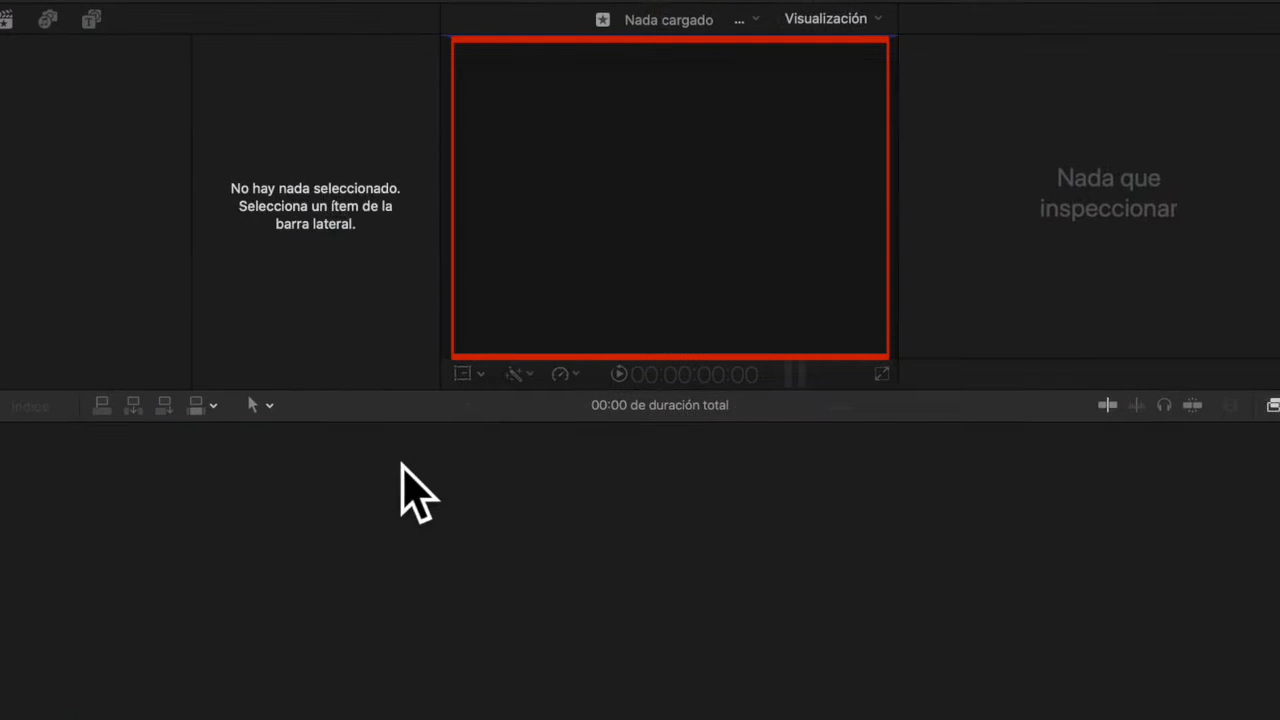 Nada cargado
...
Visualización
No hay nada seleccionado.
Selecciona un ítem de la
barra lateral.
Nada que
inspeccionar
00:00:00:00
Índice
00:00 de duración total